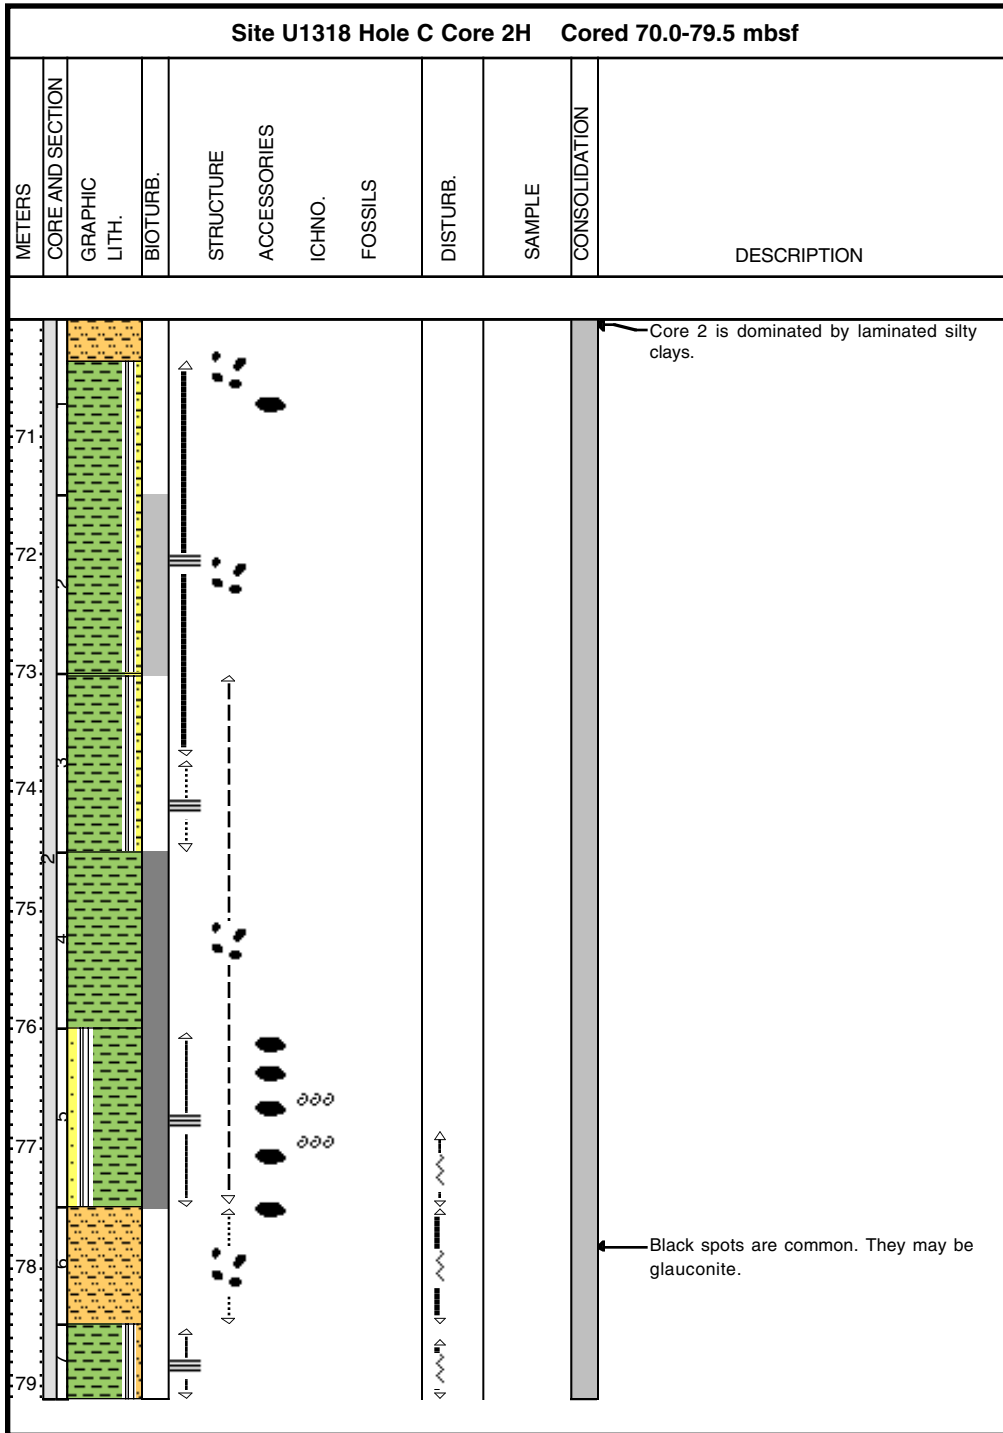 Site U1318 Hole C Core 2H Cored 70.0-79.5 mbsf
METERS
CORE AND SECTION
GRAPHIC
LITH.
BIOTURB.
STRUCTURE
ACCESSORIES
ICHNO.
FOSSILS
DISTURB.
SAMPLE
CONSOLIDATION
DESCRIPTION
Core 2 is dominated by laminated silty
clays.
1
71
72
2
73
3
74
2
75
4
76
5
77
Black spots are common. They may be
glauconite.
6
78
7
79